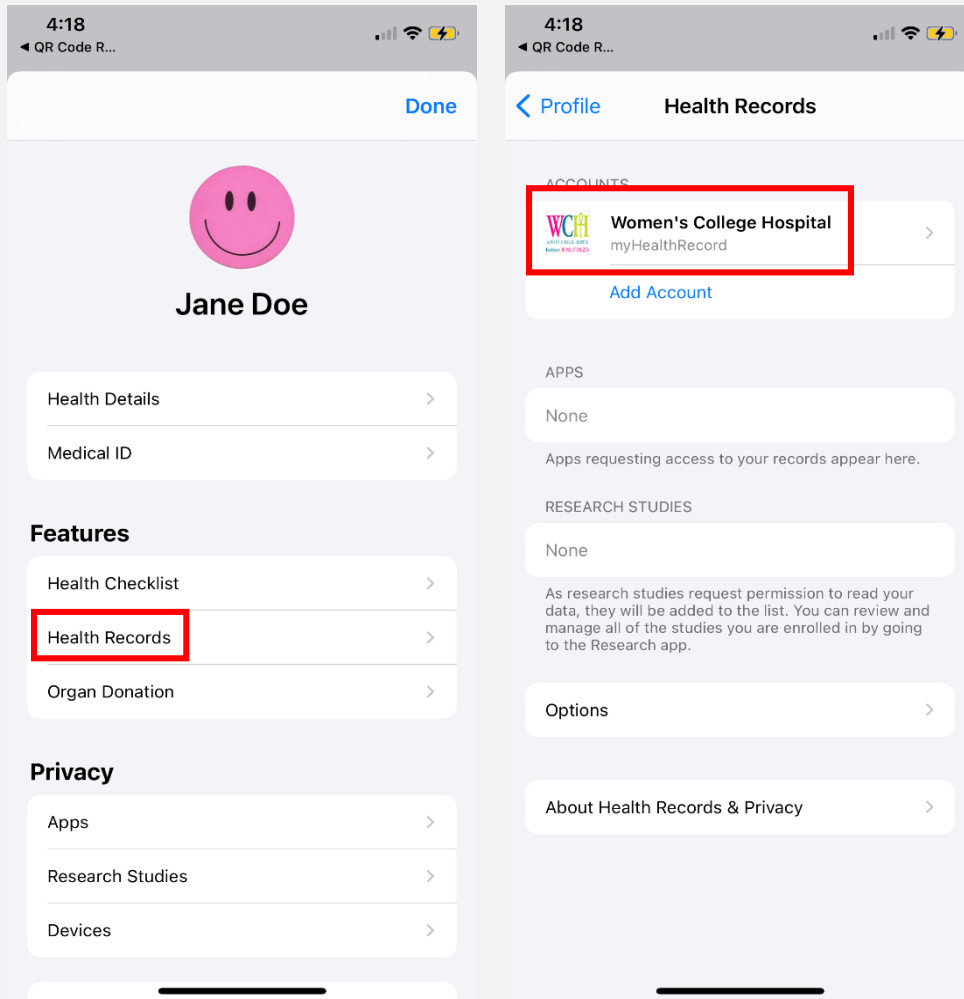 4:18
◀ QR Code R...
Done
Jane Doe
Health Details
Medical ID
Features
Health Checklist
Health Records
Organ Donation
Privacy
Apps
Research Studies
Devices
4:18
◀ QR Code R...
Profile
Health Records
ACCOUNTS
WCH
Women's College Hospital
myHealthRecord
Add Account
APPS
None
Apps requesting access to your records appear here.
RESEARCH STUDIES
None
As research studies request permission to read your
data, they will be added to the list. You can review and
manage all of the studies you are enrolled in by going
to the Research app.
Options
About Health Records & Privacy